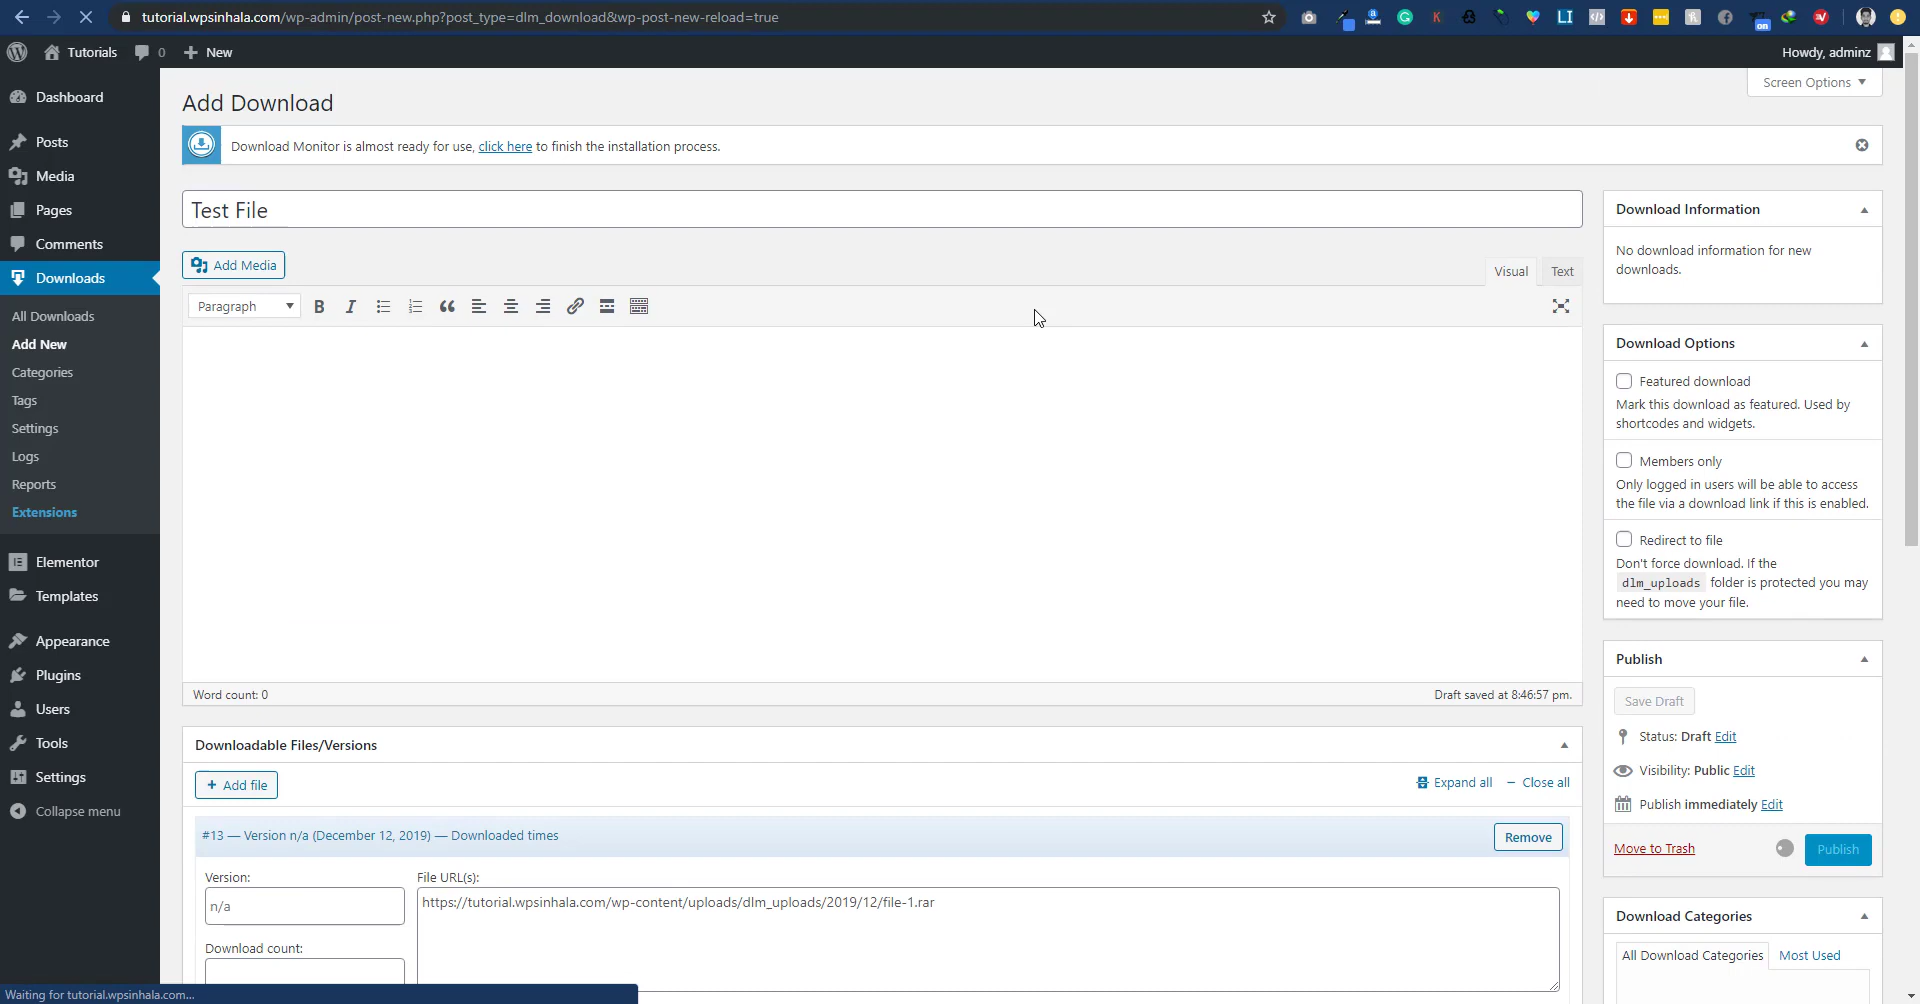 tutorial.wpsinhala.com/wp-admin/post-new.php?post_type=dlm_download&wp-post-new-reload=true
Tutorials 0 New
Howdy, adminz
Screen Options
Dashboard
Posts
Media
Pages
Comments
Downloads
All Downloads
Add New
Categories
Tags
Settings
Logs
Reports
Extensions
Elementor
Templates
Appearance
Plugins
Users
Tools
Settings
Collapse menu
Add Download
Download Monitor is almost ready for use, click here to finish the installation process.
Test File
Add Media
Visual Text
Paragraph
Word count: 0
Draft saved at 8:46:57 pm.
Downloadable Files/Versions
+ Add file
Expand all
Close all
#13 — Version n/a (December 12, 2019) — Downloaded times
Remove
Version:
n/a
Download count:
File URL(s):
https://tutorial.wpsinhala.com/wp-content/uploads/dlm_uploads/2019/12/file-1.rar
Download Information
No download information for new
downloads.
Download Options
Featured download
Mark this download as featured. Used by
shortcodes and widgets.
Members only
Only logged in users will be able to access
the file via a download link if this is enabled.
Redirect to file
Don't force download. If the
dlm_uploads folder is protected you may
need to move your file.
Publish
Save Draft
Status: Draft Edit
Visibility: Public Edit
Publish immediately Edit
Move to Trash
Publish
Download Categories
All Download Categories
Most Used
Waiting for tutorial.wpsinhala.com...